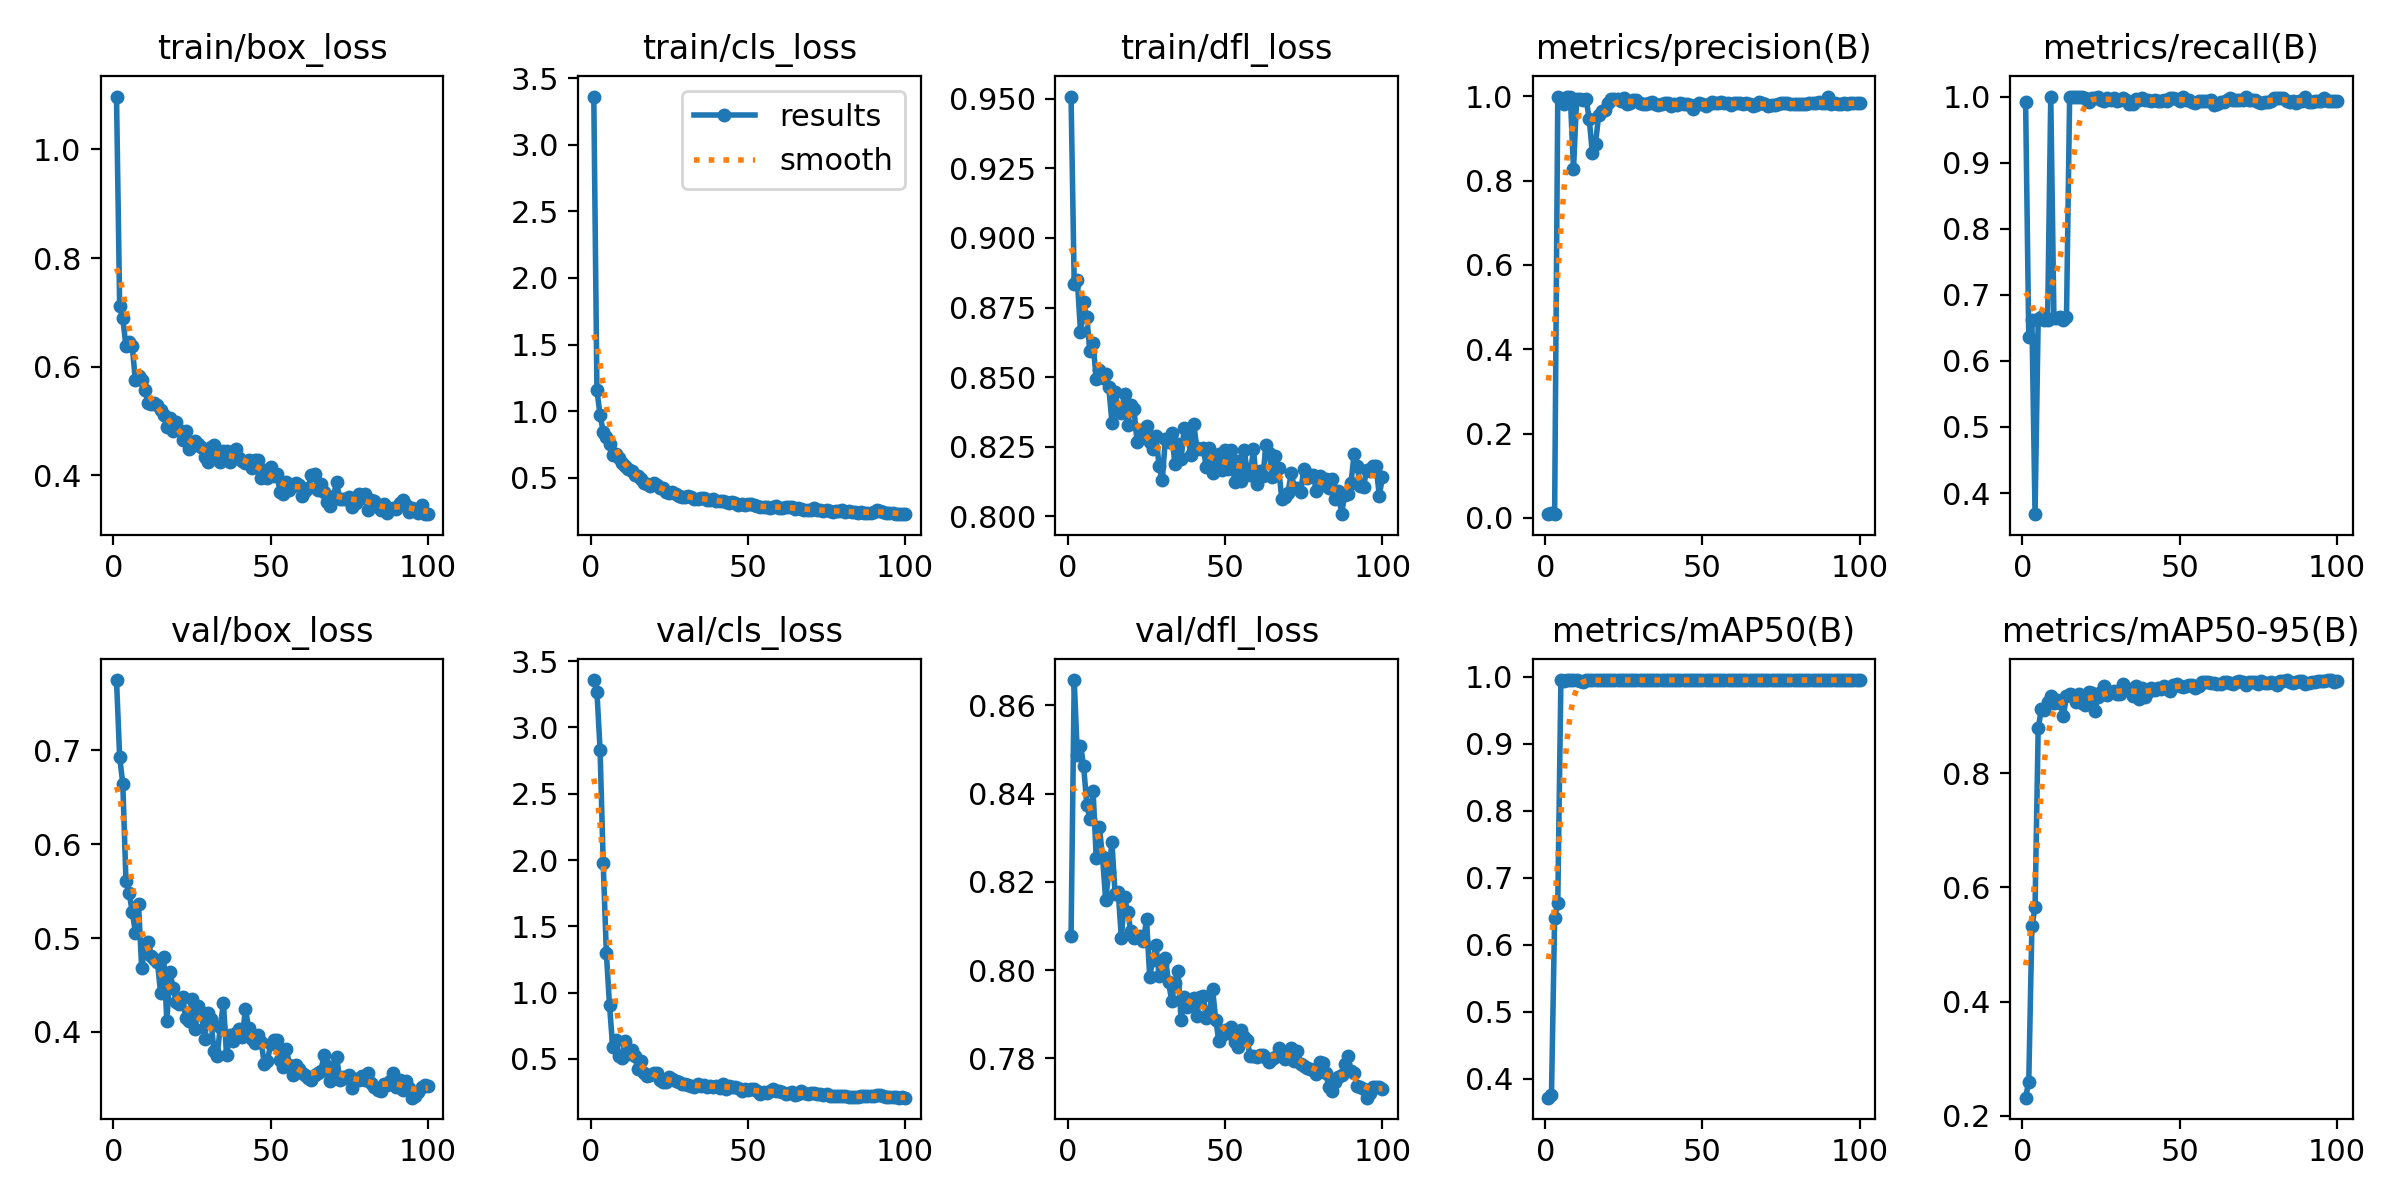 train/box_loss
train/cls_loss
train/dfl_loss
metrics/precision(B)
metrics/recall(B)
1.0
0.8
0.6
0.4
0 50 100
3.5
3.0
2.5
2.0
1.5
1.0
0.5
results
smooth
0 50 100
0.950
0.925
0.900
0.875
0.850
0.825
0.800
0 50 100
1.0
0.8
0.6
0.4
0.2
0.0
0 50 100
1.0
0.9
0.8
0.7
0.6
0.5
0.4
0 50 100
val/box_loss
val/cls_loss
val/dfl_loss
metrics/mAP50(B)
metrics/mAP50-95(B)
0.7
0.6
0.5
0.4
0 50 100
3.5
3.0
2.5
2.0
1.5
1.0
0.5
0 50 100
0.86
0.84
0.82
0.80
0.78
0 50 100
1.0
0.9
0.8
0.7
0.6
0.5
0.4
0 50 100
0.8
0.6
0.4
0.2
0 50 100